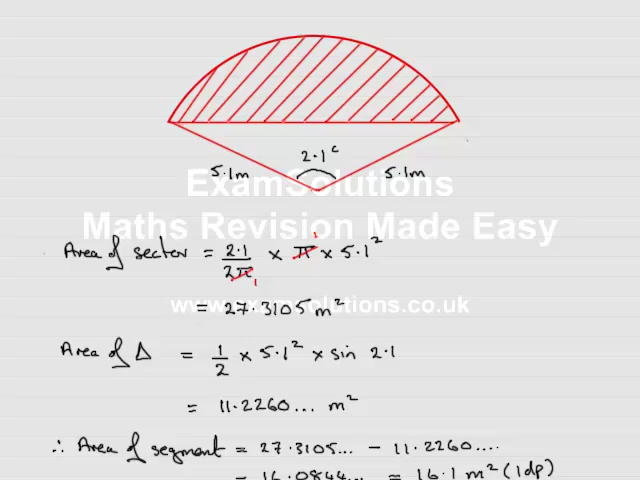 2.1ᶜ
5.1m 5.1m
ExamSolutions
Maths Revision Made Easy
Area of sector = 2.1/2π × π × 5.1²
1
1
www.examsolutions.co.uk
= 27.3105 m²
Area of Δ = 1/2 × 5.1² × sin 2.1
= 11.2260... m²
∴ Area of segment = 27.3105... - 11.2260....
= 16.0844... = 16.1 m² (1dp)